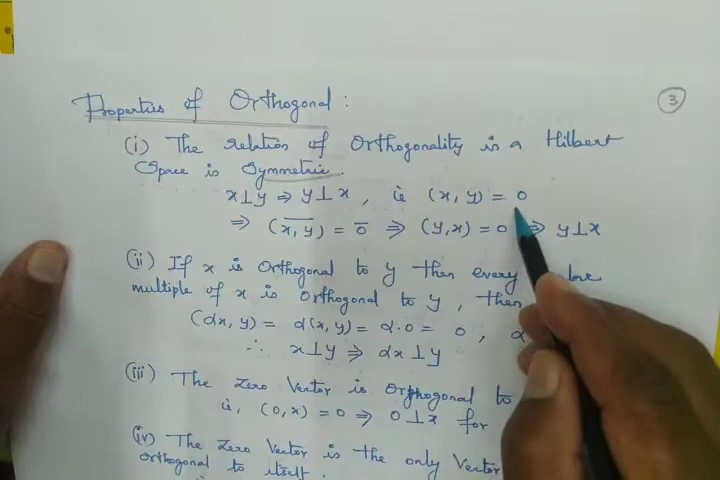 3
Properties of Orthogonal :
(i) The relation of Orthogonality is a Hilbert
Space is Symmetric.
x⊥y ⇒ y⊥x , ie (x, y) = 0
⇒ (x̅,̅ ̅y̅) = 0̅ ⇒ (y,x) = 0 ⇒ y⊥x
(ii) If x is Orthogonal to y then every
multiple of x is orthogonal to y , then
(αx, y) = α(x, y) = α.0 = 0 , α
∴ x⊥y ⇒ αx ⊥y
(iii) The Zero Vector is Orthogonal to
ie, (0,x) = 0 ⇒ 0⊥x for
(iv) The Zero Vector is the only Vector
orthogonal to itself.